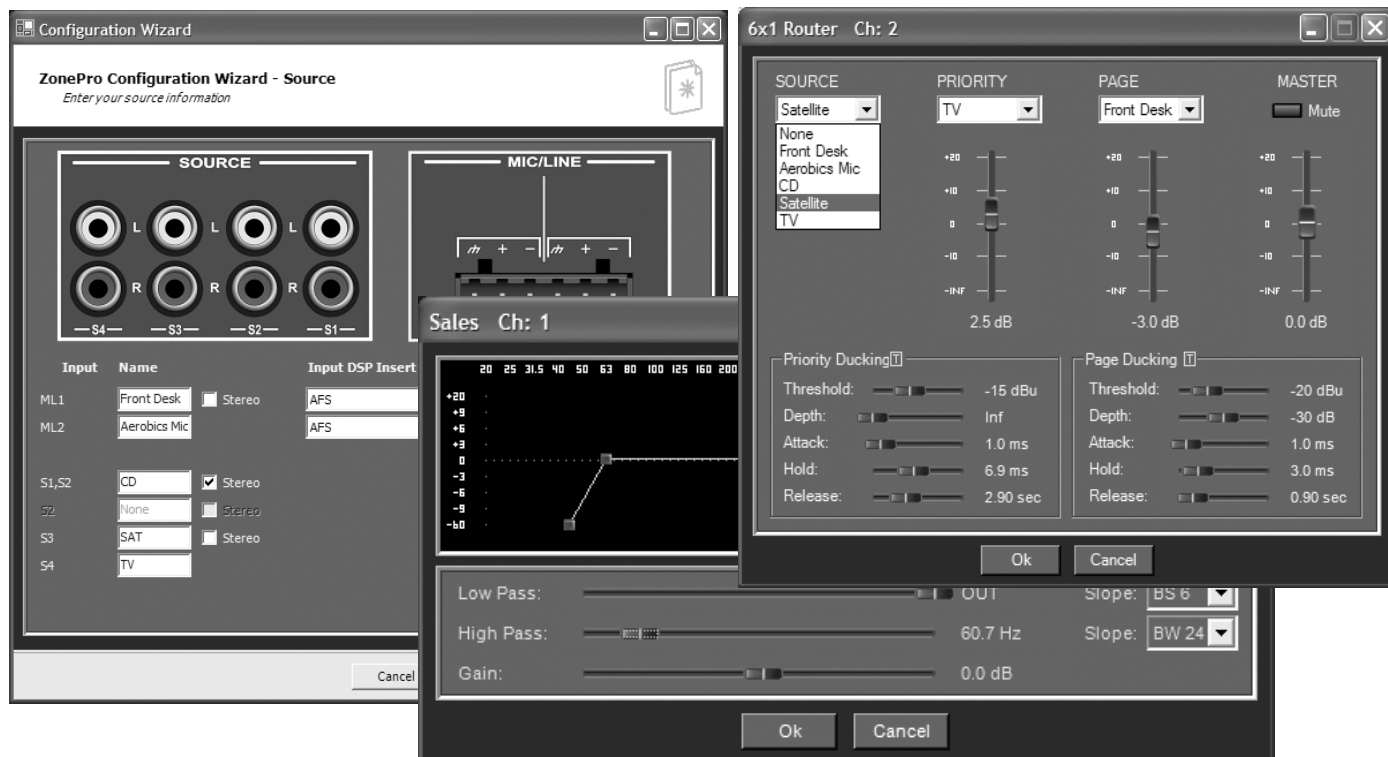 Configuration Wizard
ZonePro Configuration Wizard - Source
Enter your source information
SOURCE
MIC/LINE
L L L
+ - + -
R R R
S4 S3 S2 S1
Input Name Input DSP Insert
ML1 Front Desk Stereo AFS
ML2 Aerobics Mic AFS
S1,S2 CD Stereo
S2 None Stereo
S3 SAT Stereo
S4 TV
Cancel
Sales Ch: 1
20 25 31.5 40 50 63 80 100 125 160 200
+20
+9
+6
+3
0
-3
-6
-9
-60
Low Pass: OUT Slope: BS 6
High Pass: 60.7 Hz Slope: BW 24
Gain: 0.0 dB
Ok Cancel
6x1 Router Ch: 2
SOURCE PRIORITY PAGE MASTER
Satellite TV Front Desk Mute
None
Front Desk
Aerobics Mic
CD
Satellite
TV
+20 +20 +20
+10 +10 +10
0 0 0
-10 -10 -10
-INF -INF -INF
2.5 dB -3.0 dB 0.0 dB
Priority Ducking T
Threshold: -15 dBu
Depth: Inf
Attack: 1.0 ms
Hold: 6.9 ms
Release: 2.90 sec
Page Ducking T
Threshold: -20 dBu
Depth: -30 dB
Attack: 1.0 ms
Hold: 3.0 ms
Release: 0.90 sec
Ok Cancel